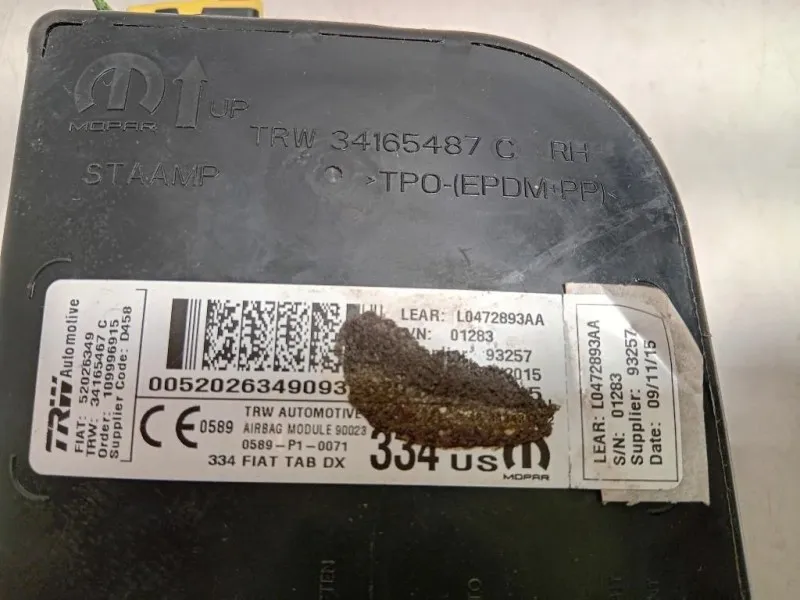 MOPAR
UP
TRW 34165487 C RH
STAAMP >TPO-(EPDM+PP)<
TRW Automotive
FIAT: 52026349
TRW: 34165467 C
Order: 109996915
Supplier Code: D458
LEAR: L0472893AA
01283
93257
2015
0052026349093
0589
TRW AUTOMOTIVE
AIRBAG MODULE 90023
0589-P1-0071
334 FIAT TAB DX
334 US
MOPAR
LEAR: L0472893AA
S/N: 01283
Supplier: 93257
Date: 09/11/15